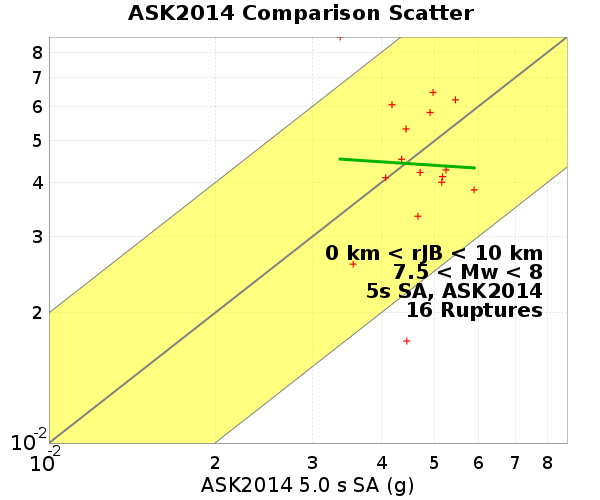 ASK2014 Comparison Scatter
8
7
6
5
4
3
2
10-2
0 km < rJB < 10 km
7.5 < Mw < 8
5s SA, ASK2014
16 Ruptures
10-2 2 3 4 5 6 7 8
ASK2014 5.0 s SA (g)